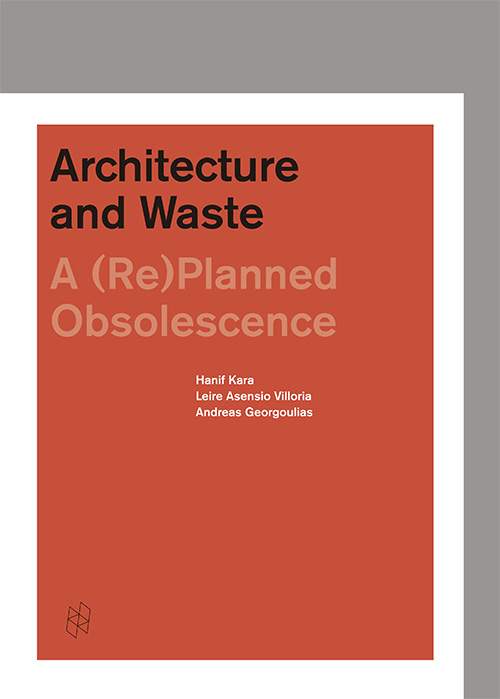 Architecture
and Waste
A (Re)Planned
Obsolescence
Hanif Kara
Leire Asensio Villoria
Andreas Georgoulias